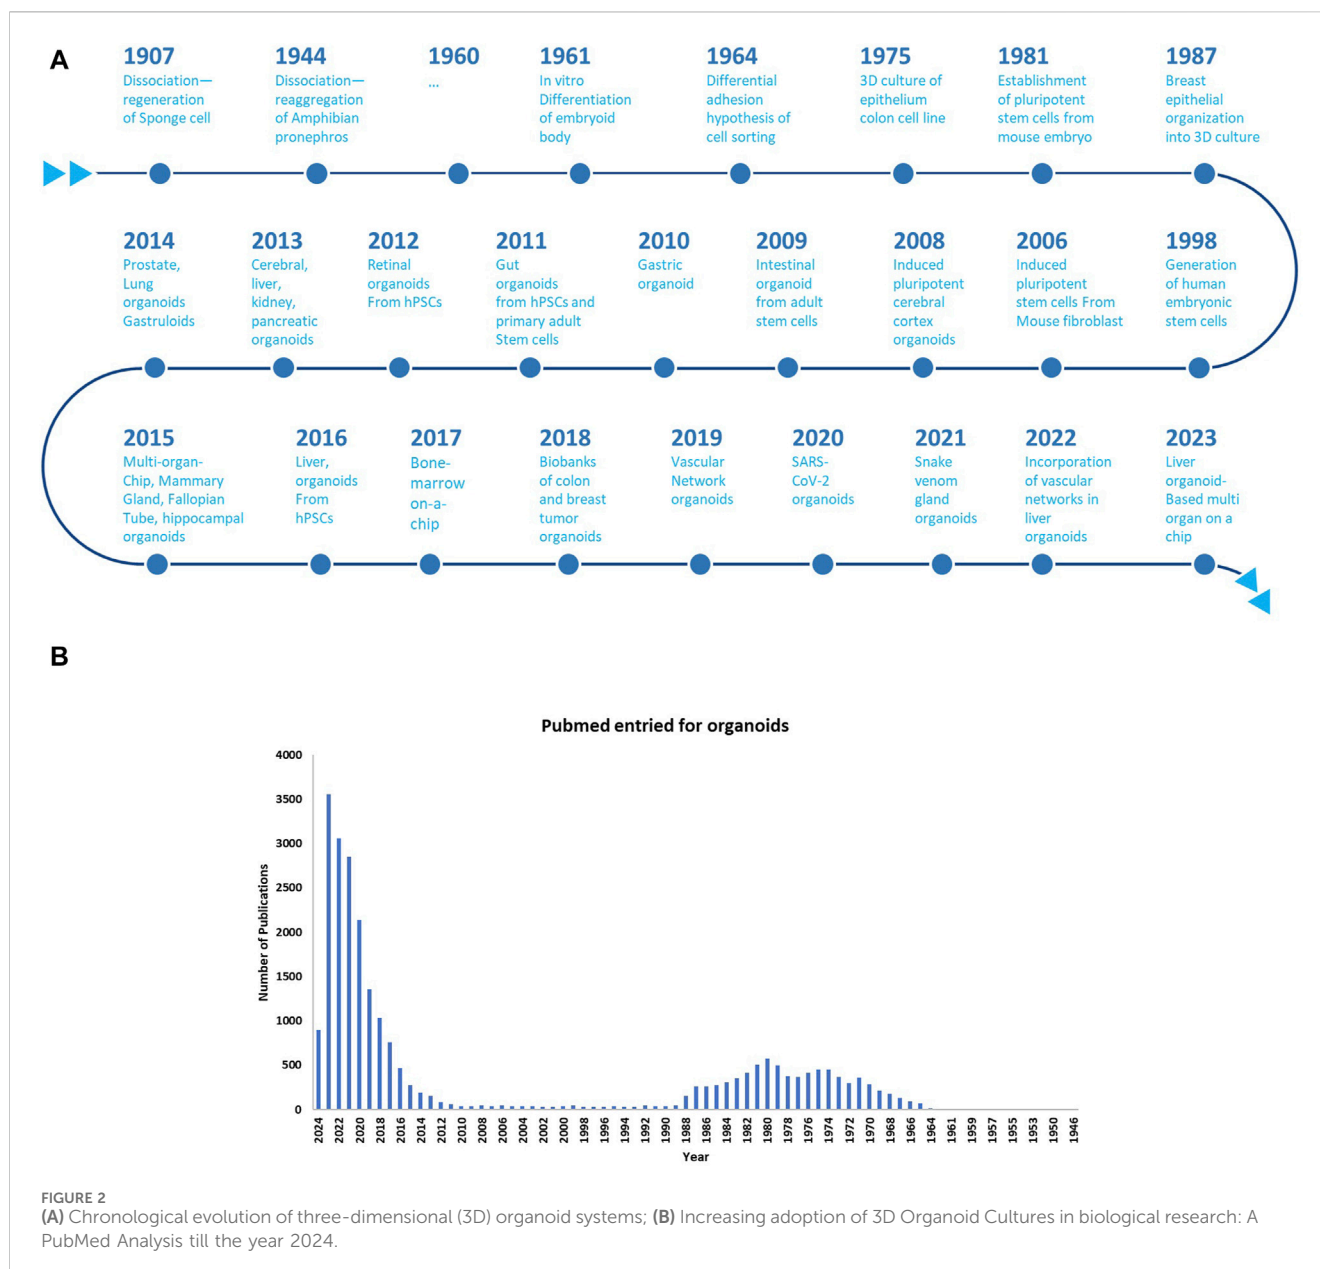 A
1907
Dissociation—
regeneration
of Sponge cell
1944
Dissociation—
reaggregation
of Amphibian
pronephros
1960
...
1961
In vitro
Differentiation
of embroid
body
1964
Differential
adhesion
hypothesis of
cell sorting
1975
3D culture of
epithelium
colon cell line
1981
Establishment
of pluripotent
stem cells from
mouse embryo
1987
Breast
epithelial
organization
into 3D culture
2014
Prostate,
Lung
organoids
Gastruloids
2013
Cerebral,
liver,
kidney,
pancreatic
organoids
2012
Retinal
organoids
From hPSCs
2011
Gut
organoids
from hPSCs and
primary adult
Stem cells
2010
Gastric
organoid
2009
Intestinal
organoid
from adult
stem cells
2008
Induced
pluripotent
cerebral
cortex
organoids
2006
Induced
pluripotent
stem cells From
Mouse fibroblast
1998
Generation
of human
embryonic
stem cells
2015
Multi-organ-
Chip, Mammary
Gland, Fallopian
Tube, hippocampal
organoids
2016
Liver,
organoids
From
hPSCs
2017
Bone-
marrow
on-a-
chip
2018
Biobanks
of colon
and breast
tumor
organoids
2019
Vascular
Network
organoids
2020
SARS-
CoV-2
organoids
2021
Snake
venom
gland
organoids
2022
Incorporation
of vascular
networks in
liver
organoids
2023
Liver
organoid-
Based multi
organ on a
chip
B
Pubmed entried for organoids
Number of Publications
4000
3500
3000
2500
2000
1500
1000
500
0
2024
2022
2020
2018
2016
2014
2012
2010
2008
2006
2004
2002
2000
1998
1996
1994
1992
1990
1988
1986
1984
1982
1980
1978
1976
1974
1972
1970
1968
1966
1964
1961
1959
1957
1955
1953
1950
1946
Year
FIGURE 2
(A) Chronological evolution of three-dimensional (3D) organoid systems; (B) Increasing adoption of 3D Organoid Cultures in biological research: A
PubMed Analysis till the year 2024.